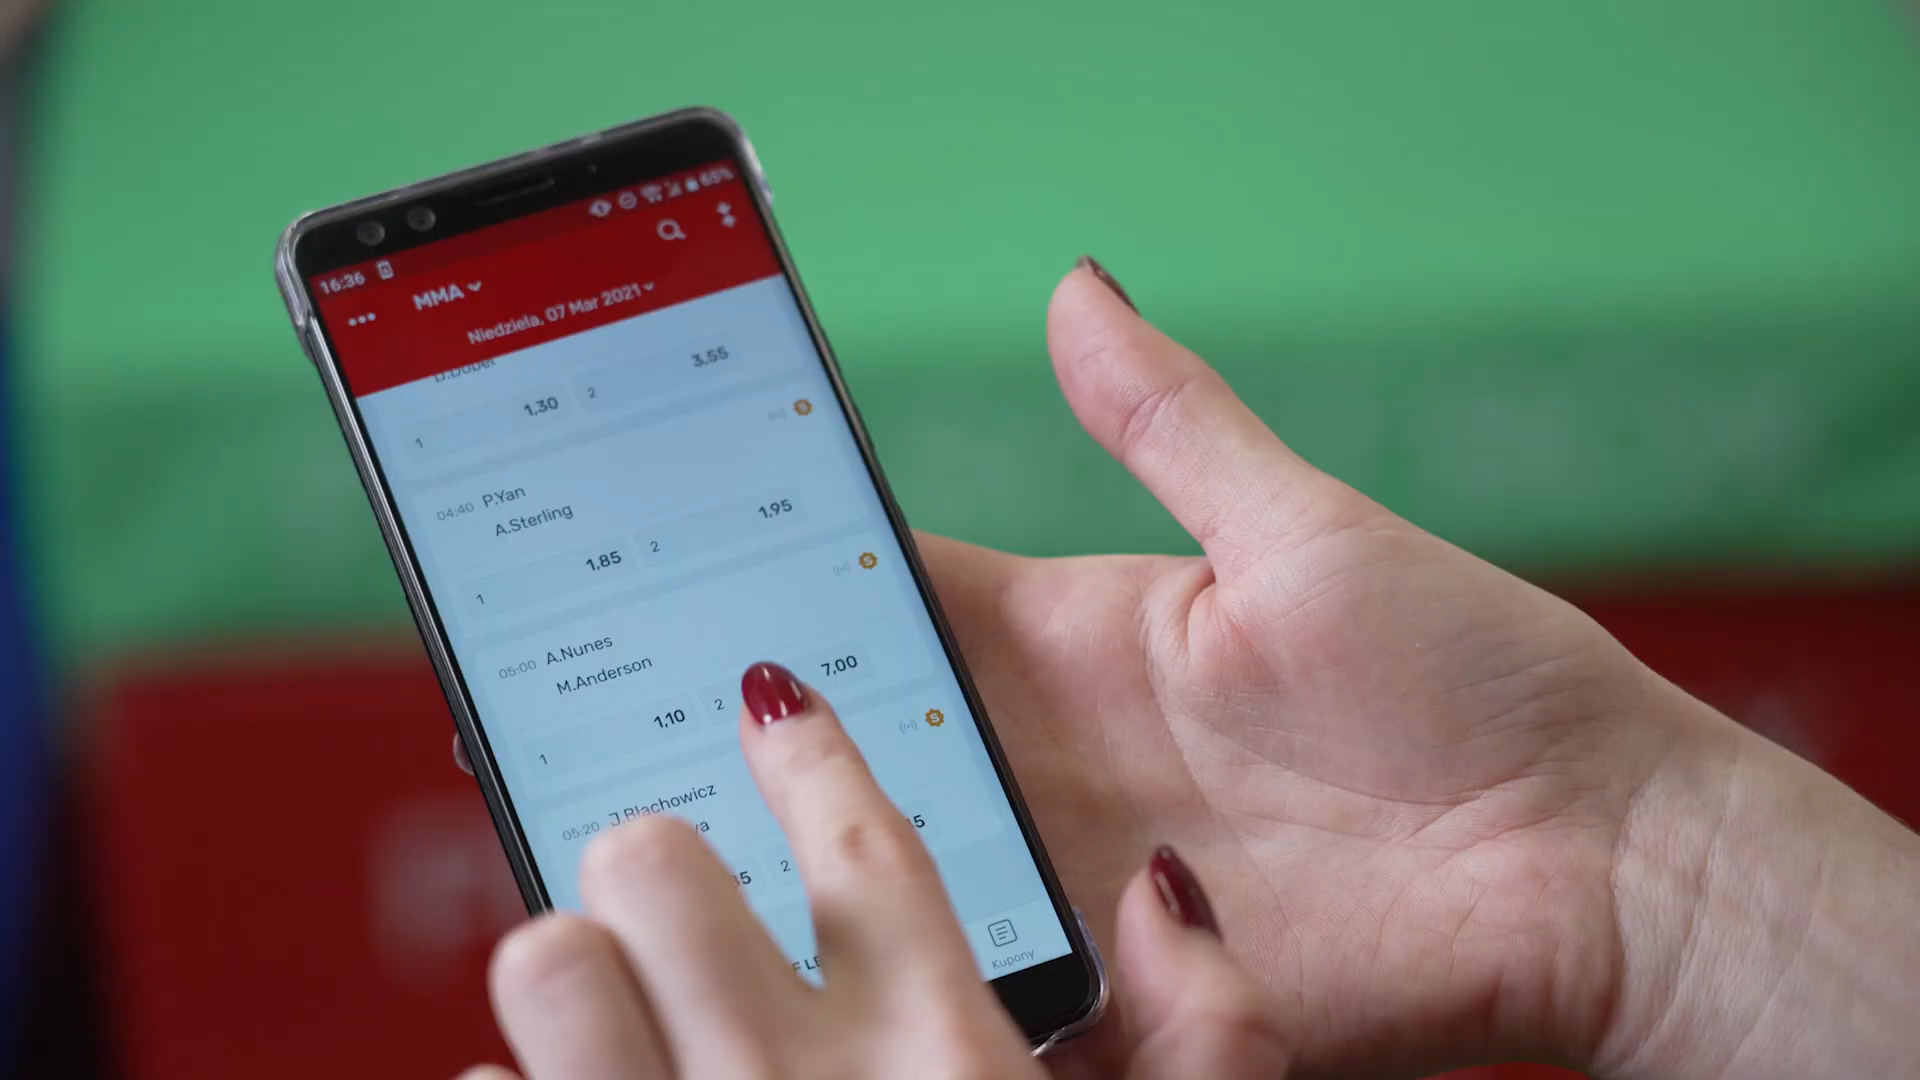 16:36 65%
MMA
Niedziela, 07 Mar 2021
D.Dober
3,55
1 1,30 2
04:40 P.Yan
A.Sterling
1 1,85 2 1,95
05:00 A.Nunes
M.Anderson
1 1,10 2 7,00
05:20 J.Błachowicz
2
Kupony